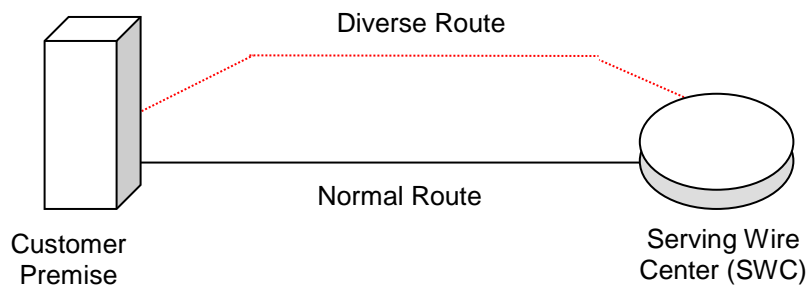 Diverse Route
Normal Route
Customer
Premise
Serving Wire
Center (SWC)